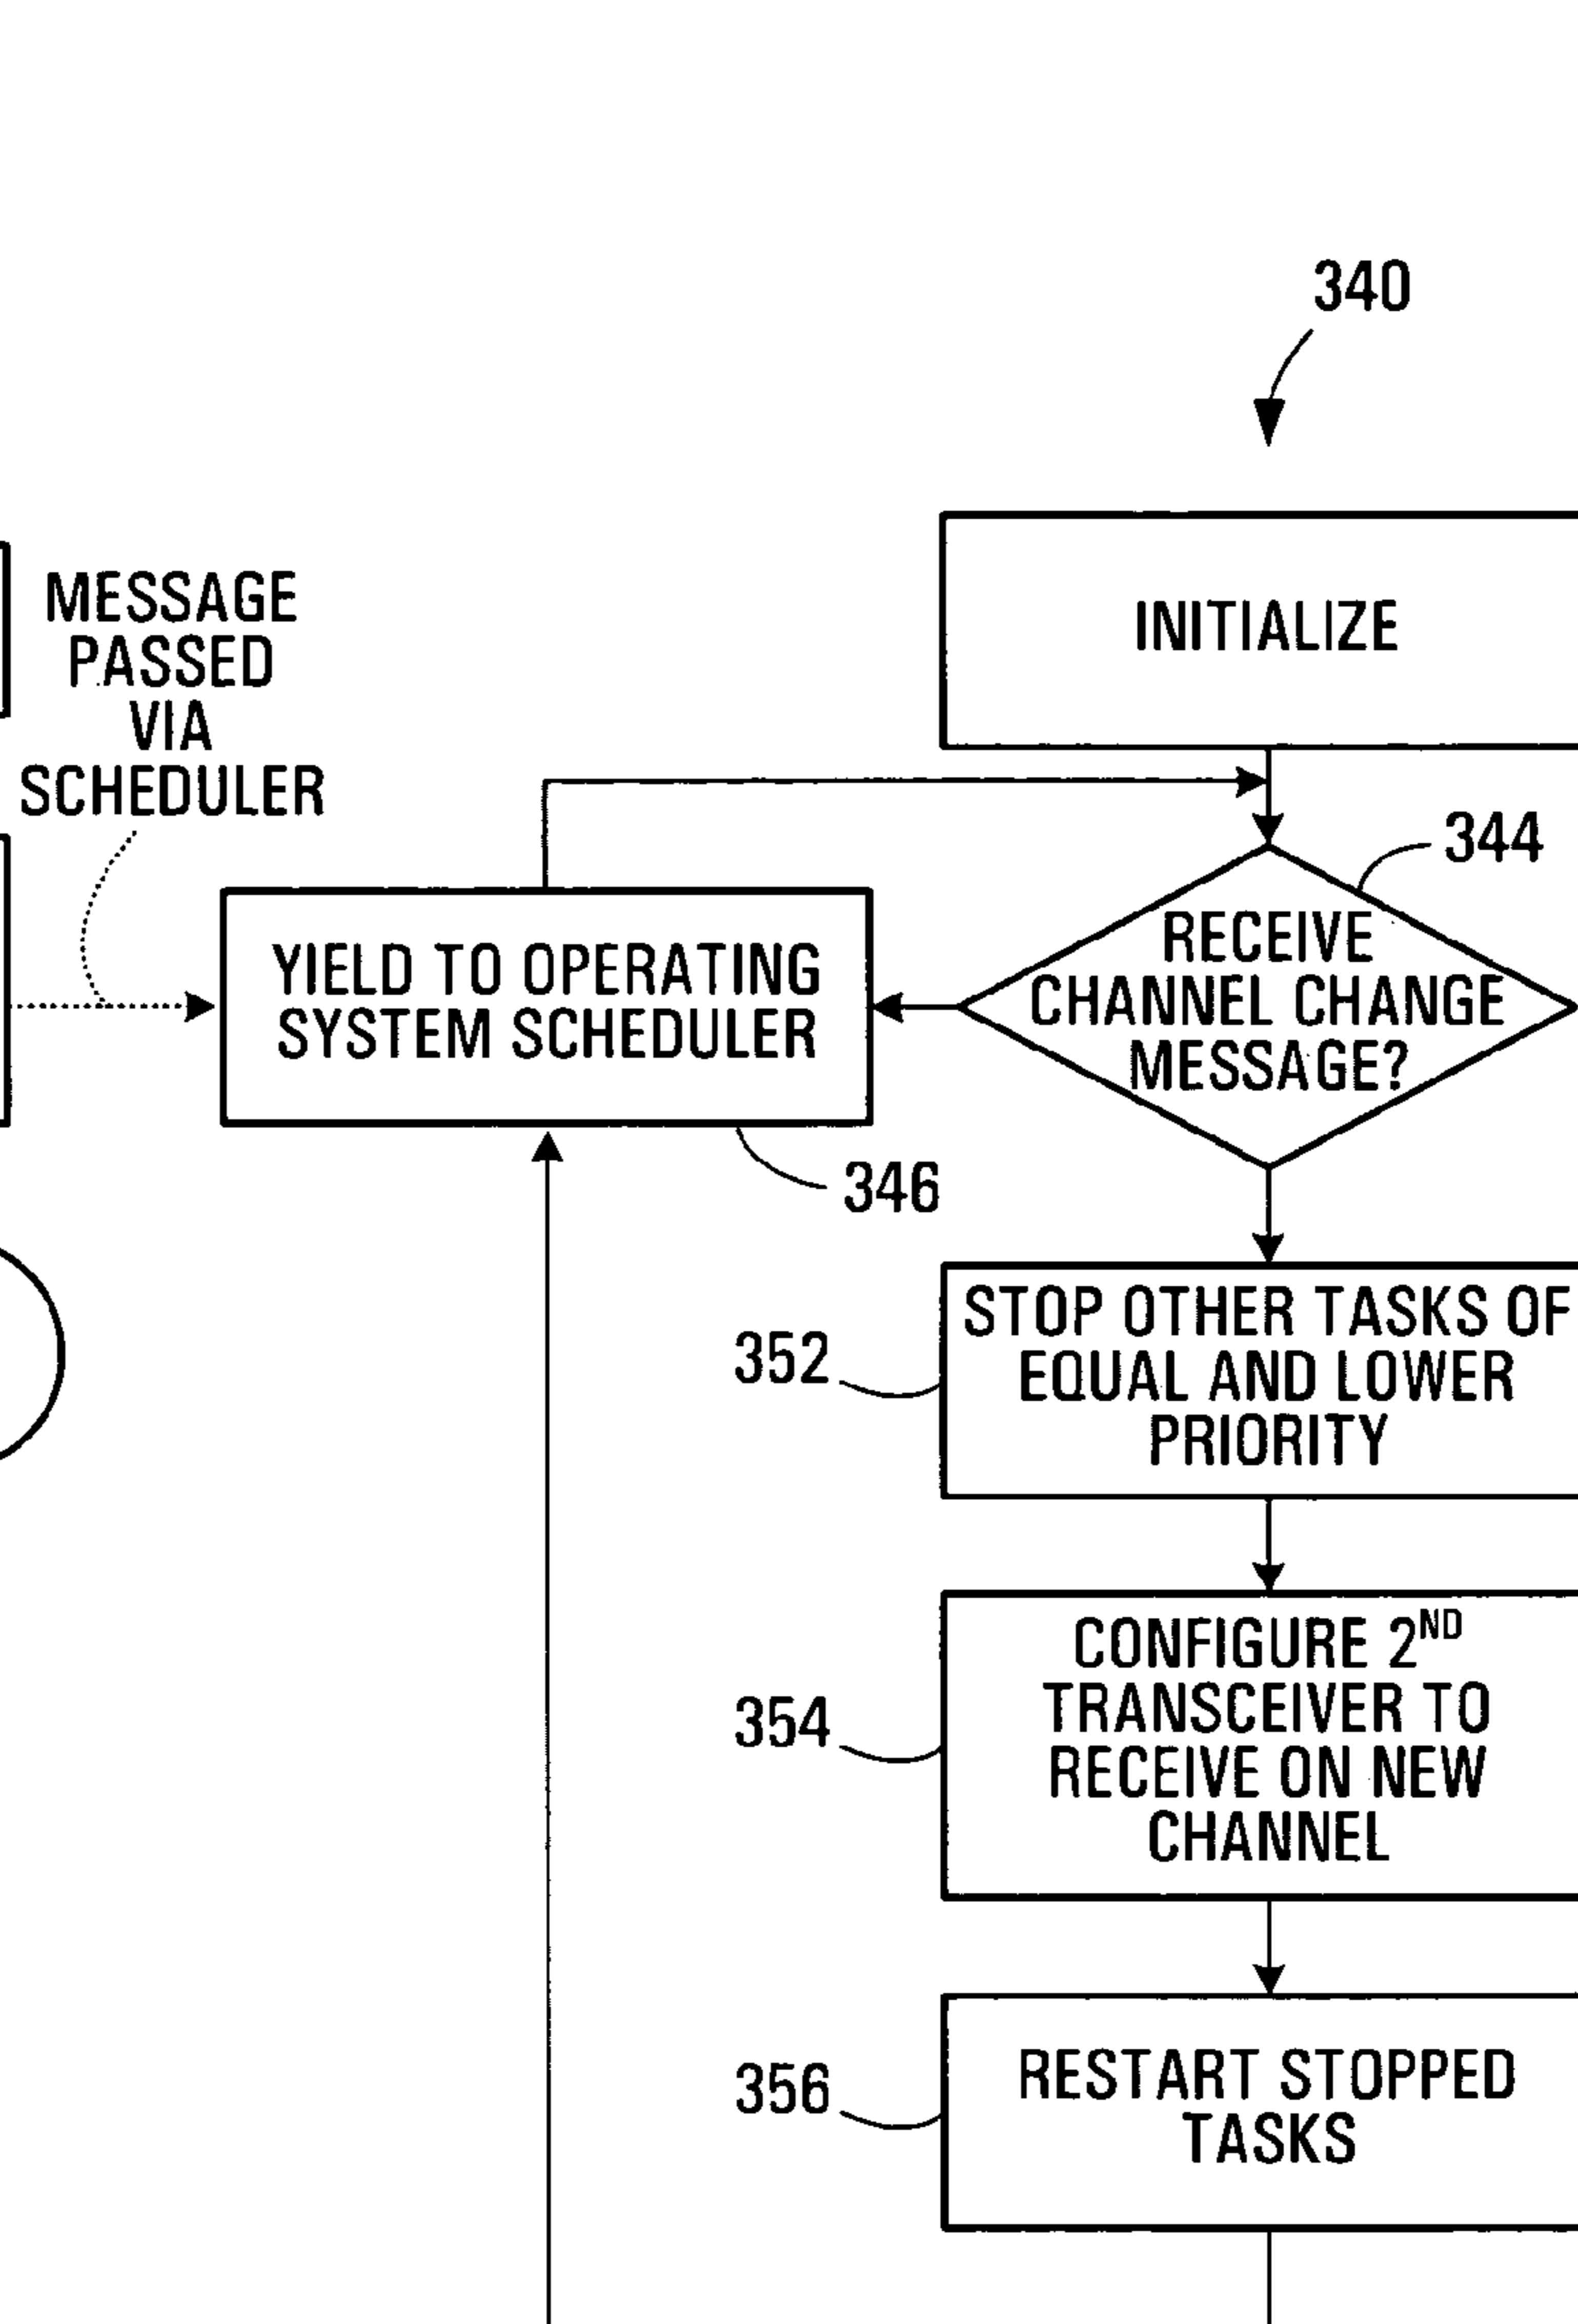 340
INITIALIZE
MESSAGE
PASSED
VIA
SCHEDULER
344
RECEIVE
CHANNEL CHANGE
MESSAGE?
YIELD TO OPERATING
SYSTEM SCHEDULER
346
352
STOP OTHER TASKS OF
EQUAL AND LOWER
PRIORITY
354
CONFIGURE 2ND
TRANSCEIVER TO
RECEIVE ON NEW
CHANNEL
356
RESTART STOPPED
TASKS